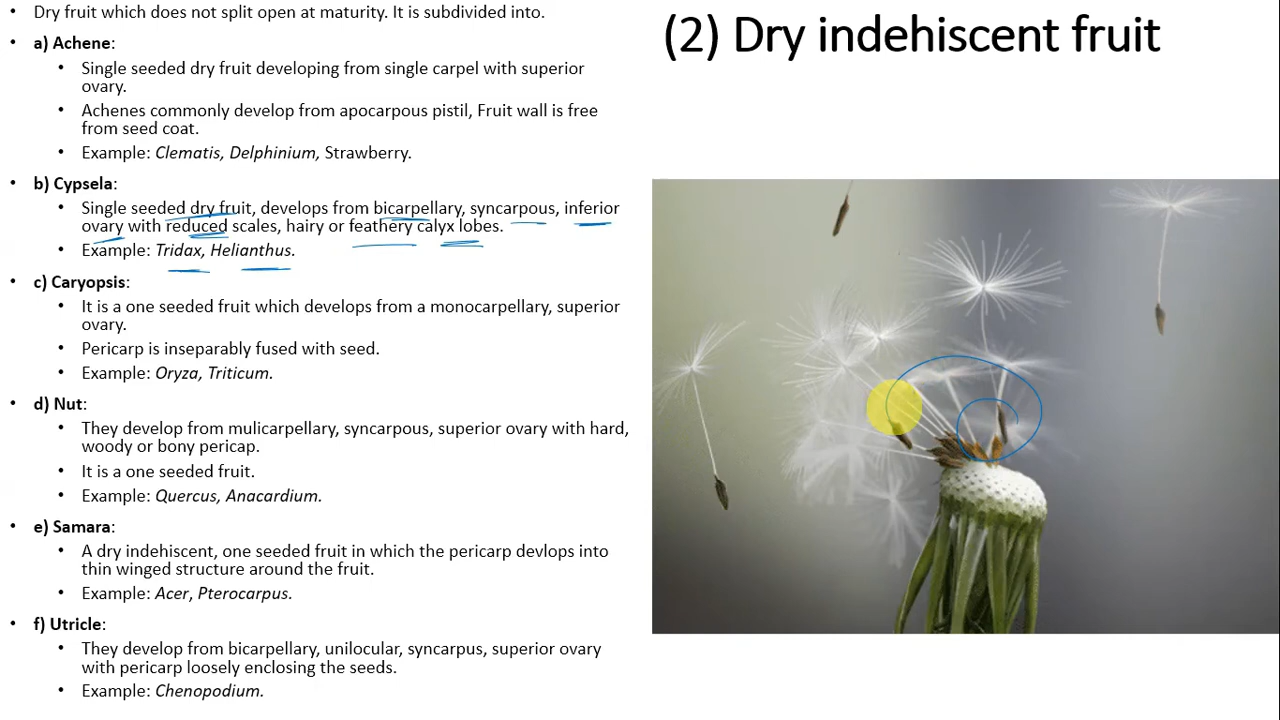 (2) Dry indehiscent fruit
• Dry fruit which does not split open at maturity. It is subdivided into.
• a) Achene:
• Single seeded dry fruit developing from single carpel with superior
ovary.
• Achenes commonly develop from apocarpous pistil, Fruit wall is free
from seed coat.
• Example: Clematis, Delphinium, Strawberry.
• b) Cypsela:
• Single seeded dry fruit, develops from bicarpellary, syncarpous, inferior
ovary with reduced scales, hairy or feathery calyx lobes.
• Example: Tridax, Helianthus.
• c) Caryopsis:
• It is a one seeded fruit which develops from a monocarpellary, superior
ovary.
• Pericarp is inseparably fused with seed.
• Example: Oryza, Triticum.
• d) Nut:
• They develop from mulicarpellary, syncarpous, superior ovary with hard,
woody or bony pericap.
• It is a one seeded fruit.
• Example: Quercus, Anacardium.
• e) Samara:
• A dry indehiscent, one seeded fruit in which the pericarp devlops into
thin winged structure around the fruit.
• Example: Acer, Pterocarpus.
• f) Utricle:
• They develop from bicarpellary, unilocular, syncarpus, superior ovary
with pericarp loosely enclosing the seeds.
• Example: Chenopodium.